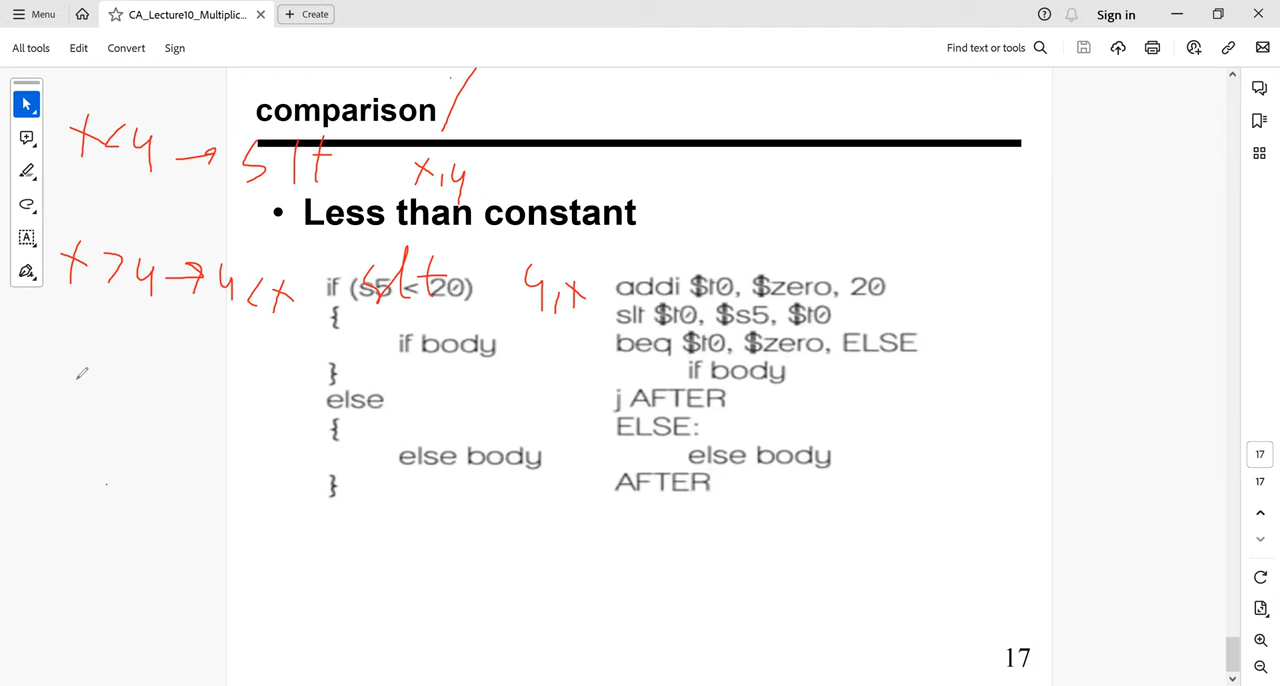 Menu CA_Lecture10_Multiplic... Create Sign in
All tools Edit Convert Sign Find text or tools
comparison
x<y → slt x,y
• Less than constant
x>y → y<x slt y,x
if (s5 < 20) addi $t0, $zero, 20
{ slt $t0, $s5, $t0
if body beq $t0, $zero, ELSE
} if body
else j AFTER
{ ELSE:
else body else body
} AFTER
17
17
17